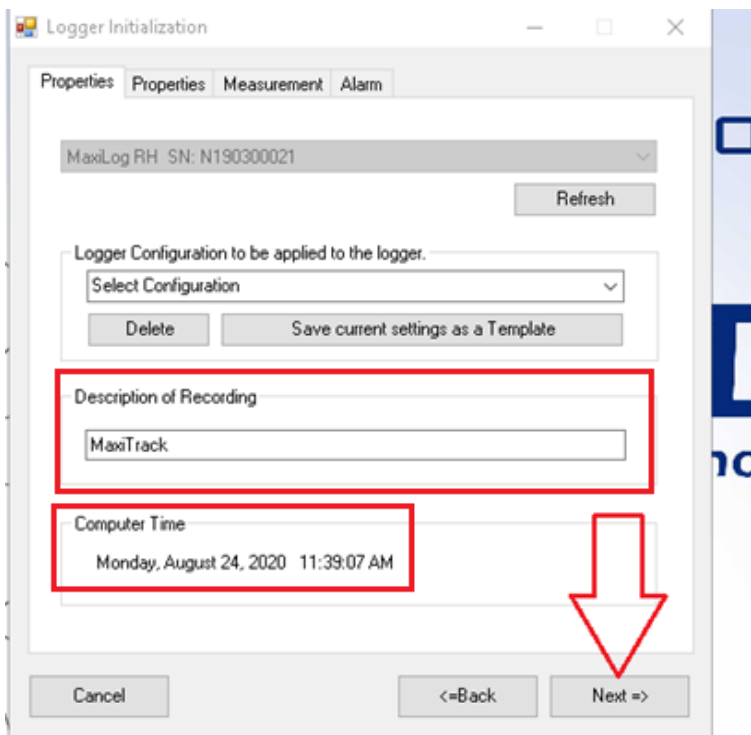 Logger Initialization
Properties Properties Measurement Alarm
MaxiLog RH SN: N190300021
Refresh
Logger Configuration to be applied to the logger.
Select Configuration
Delete Save current settings as a Template
Description of Recording
MaxiTrack
Computer Time
Monday, August 24, 2020 11:39:07 AM
Cancel <=Back Next =>